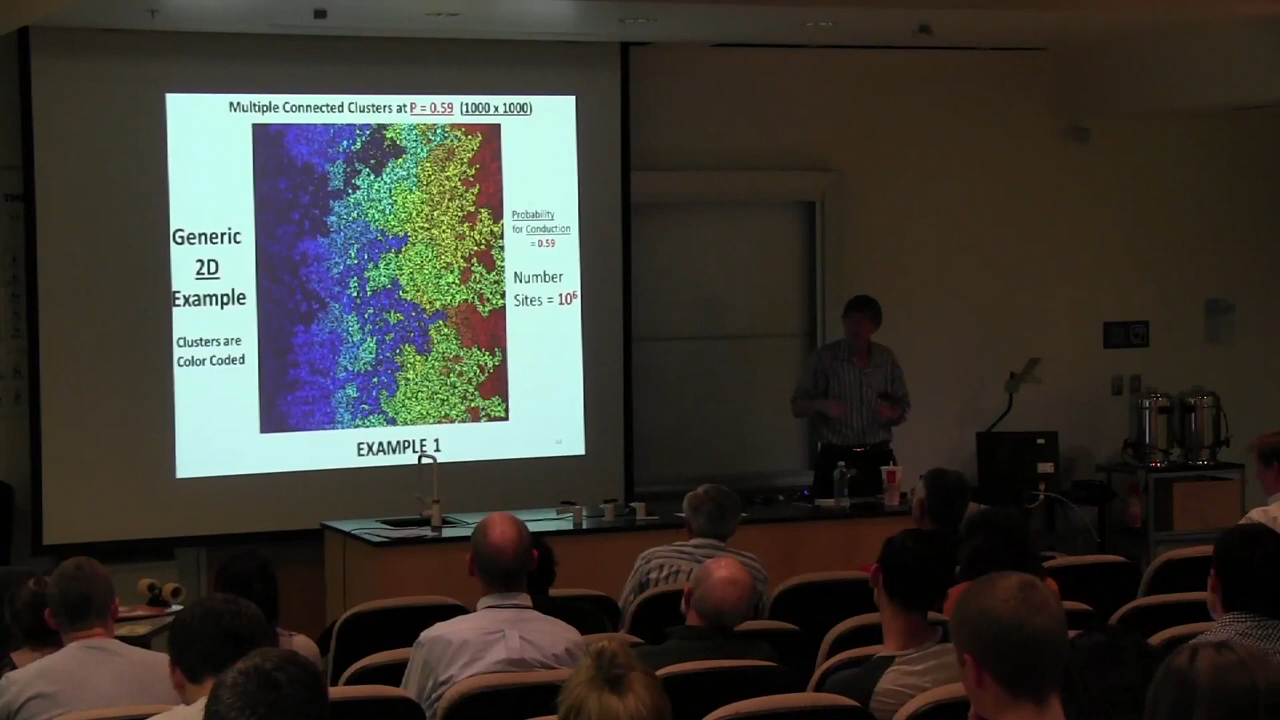 Multiple Connected Clusters at P = 0.59 (1000 x 1000)
Generic
2D
Example
Clusters are
Color Coded
Probability
for Conduction
= 0.59
Number
Sites = 10⁶
EXAMPLE 1